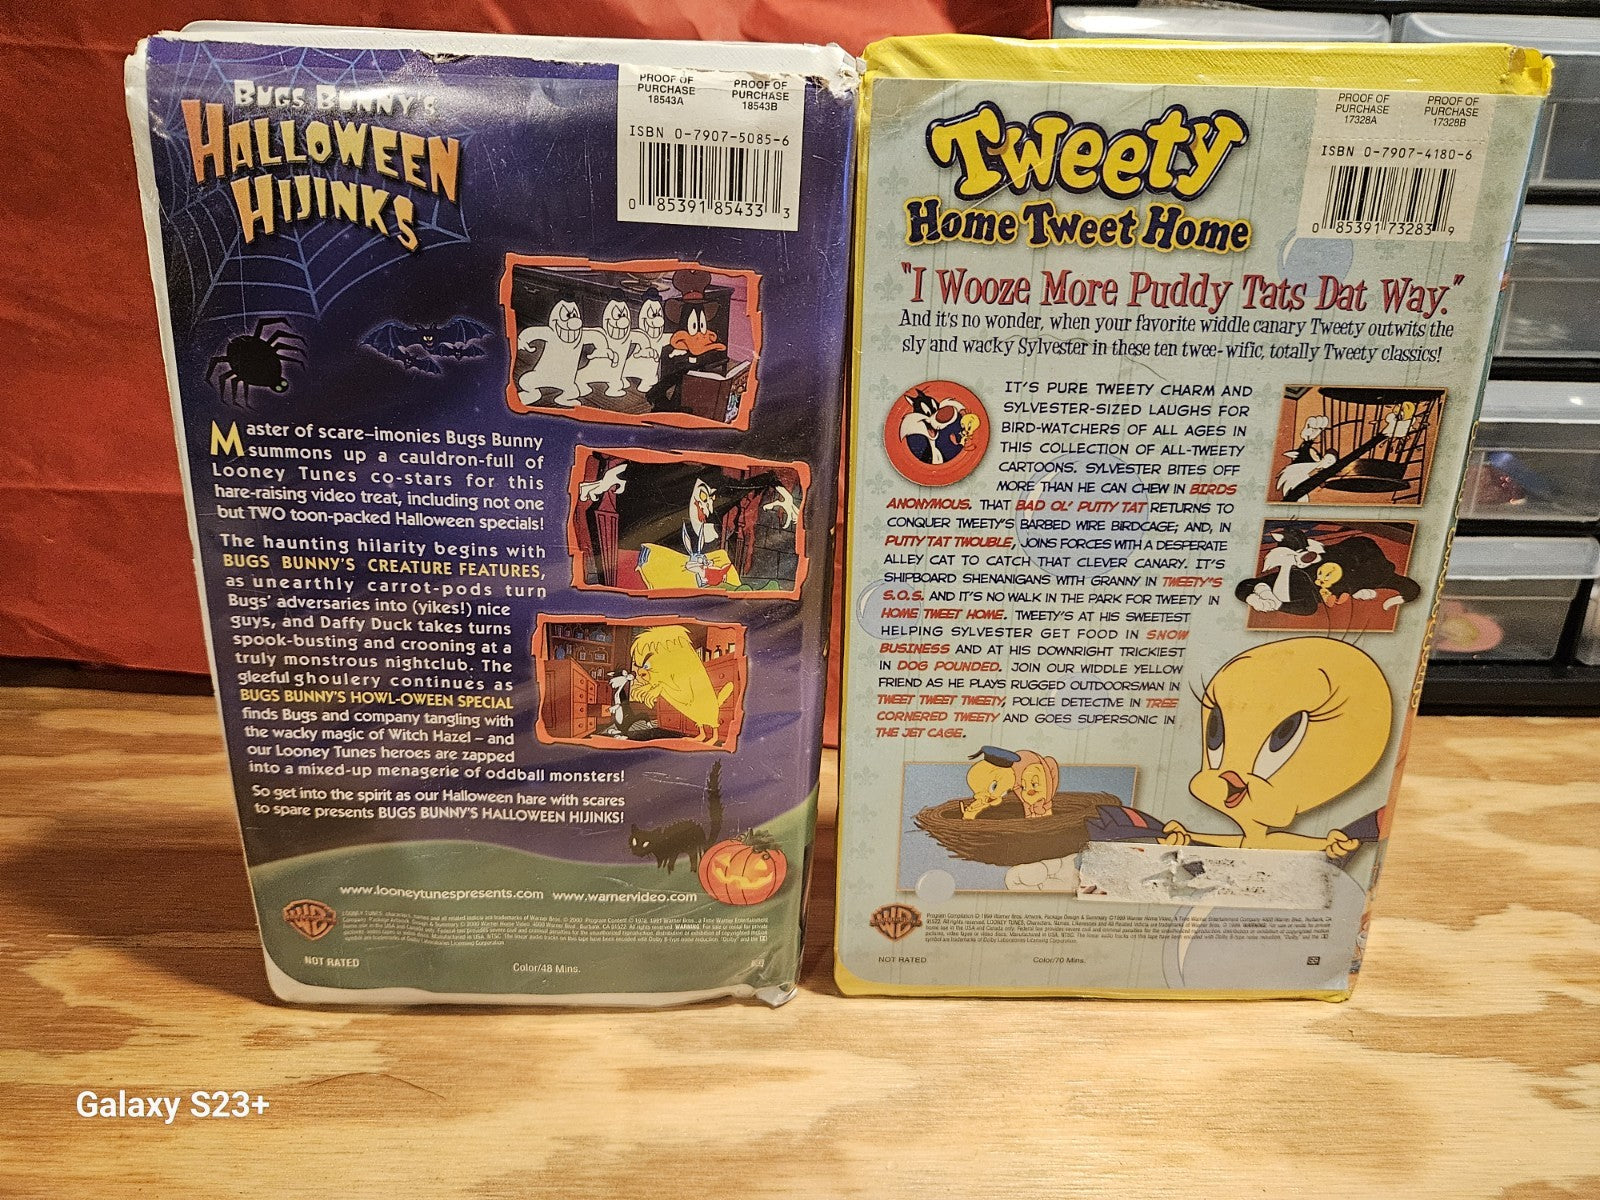 BUGS BUNNY'S
HALLOWEEN
HIJINKS
PROOF OF
PURCHASE
18543A
PROOF OF
PURCHASE
18543B
ISBN 0-7907-5085-6
0 85391 85433 3
Master of scare-imonies Bugs Bunny
summons up a cauldron-full of
Looney Tunes co-stars for this
hare-raising video treat, including not one
but TWO toon-packed Halloween specials!
The haunting hilarity begins with
BUGS BUNNY'S CREATURE FEATURES,
as unearthly carrot-pods turn
Bugs' adversaries into (yikes!) nice
guys, and Daffy Duck takes turns
spook-busting and crooning at a
truly monstrous nightclub. The
gleeful ghoulery continues as
BUGS BUNNY'S HOWL-OWEEN SPECIAL
finds Bugs and company tangling with
the wacky magic of Witch Hazel – and
our Looney Tunes heroes are zapped
into a mixed-up menagerie of oddball monsters!
So get into the spirit as our Halloween hare with scares
to spare presents BUGS BUNNY'S HALLOWEEN HIJINKS!
www.looneytunespresents.com www.warnervideo.com
NOT RATED
Color/48 Mins.
Tweety
Home Tweet Home
PROOF OF
PURCHASE
17328A
PROOF OF
PURCHASE
17328B
ISBN 0-7907-4180-6
0 85391 73283 9
"I Wooze More Puddy Tats Dat Way."
And it's no wonder, when your favorite widdle canary Tweety outwits the
sly and wacky Sylvester in these ten twee-wific, totally Tweety classics!
IT'S PURE TWEETY CHARM AND
SYLVESTER-SIZED LAUGHS FOR
BIRD-WATCHERS OF ALL AGES IN
THIS COLLECTION OF ALL-TWEETY
CARTOONS. SYLVESTER BITES OFF
MORE THAN HE CAN CHEW IN BIRDS
ANONYMOUS. THAT BAD OL' PUTTY TAT RETURNS TO
CONQUER TWEETY'S BARBED WIRE BIRDCAGE; AND, IN
PUTTY TAT TWOUBLE, JOINS FORCES WITH A DESPERATE
ALLEY CAT TO CATCH THAT CLEVER CANARY. IT'S
SHIPBOARD SHENANIGANS WITH GRANNY IN TWEETY'S
S.O.S. AND IT'S NO WALK IN THE PARK FOR TWEETY IN
HOME TWEET HOME. TWEETY'S AT HIS SWEETEST
HELPING SYLVESTER GET FOOD IN SNOW
BUSINESS AND AT HIS DOWNRIGHT TRICKIEST
IN DOG POUNDED. JOIN OUR WIDDLE YELLOW
FRIEND AS HE PLAYS RUGGED OUTDOORSMAN IN
TWEET TWEET TWEETY, POLICE DETECTIVE IN TREE
CORNERED TWEETY AND GOES SUPERSONIC IN
THE JET CAGE.
NOT RATED
Color/70 Mins.
Galaxy S23+